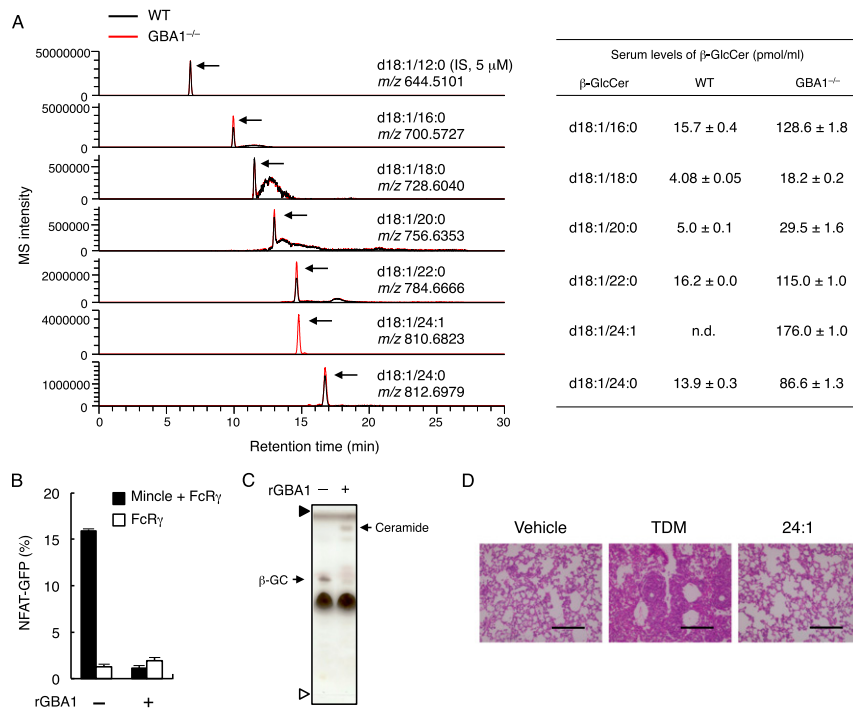 A
WT
GBA1⁻/⁻
MS intensity
50000000
0
d18:1/12:0 (IS, 5 μM)
m/z 644.5101
5000000
0
d18:1/16:0
m/z 700.5727
500000
0
d18:1/18:0
m/z 728.6040
500000
0
d18:1/20:0
m/z 756.6353
2000000
0
d18:1/22:0
m/z 784.6666
4000000
0
d18:1/24:1
m/z 810.6823
1000000
0
d18:1/24:0
m/z 812.6979
0 5 10 15 20 25 30
Retention time (min)
Serum levels of β-GlcCer (pmol/ml)
β-GlcCer WT GBA1⁻/⁻
d18:1/16:0 15.7 ± 0.4 128.6 ± 1.8
d18:1/18:0 4.08 ± 0.05 18.2 ± 0.2
d18:1/20:0 5.0 ± 0.1 29.5 ± 1.6
d18:1/22:0 16.2 ± 0.0 115.0 ± 1.0
d18:1/24:1 n.d. 176.0 ± 1.0
d18:1/24:0 13.9 ± 0.3 86.6 ± 1.3
B
Mincle + FcRγ
FcRγ
NFAT-GFP (%)
20
15
10
5
0
rGBA1 – +
C
rGBA1 – +
Ceramide
β-GC
D
Vehicle TDM 24:1